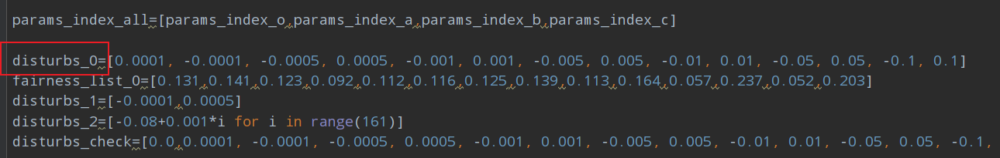 params_index_all=[params_index_o,params_index_a,params_index_b,params_index_c]
disturbs_0=[0.0001, -0.0001, -0.0005, 0.0005, -0.001, 0.001, -0.005, 0.005, -0.01, 0.01, -0.05, 0.05, -0.1, 0.1]
fairness_list_0=[0.131,0.141,0.123,0.092,0.112,0.116,0.125,0.139,0.113,0.164,0.057,0.237,0.052,0.203]
disturbs_1=[-0.0001,0.0005]
disturbs_2=[-0.08+0.001*i for i in range(161)]
disturbs_check=[0.0,0.0001, -0.0001, -0.0005, 0.0005, -0.001, 0.001, -0.005, 0.005, -0.01, 0.01, -0.05, 0.05, -0.1,